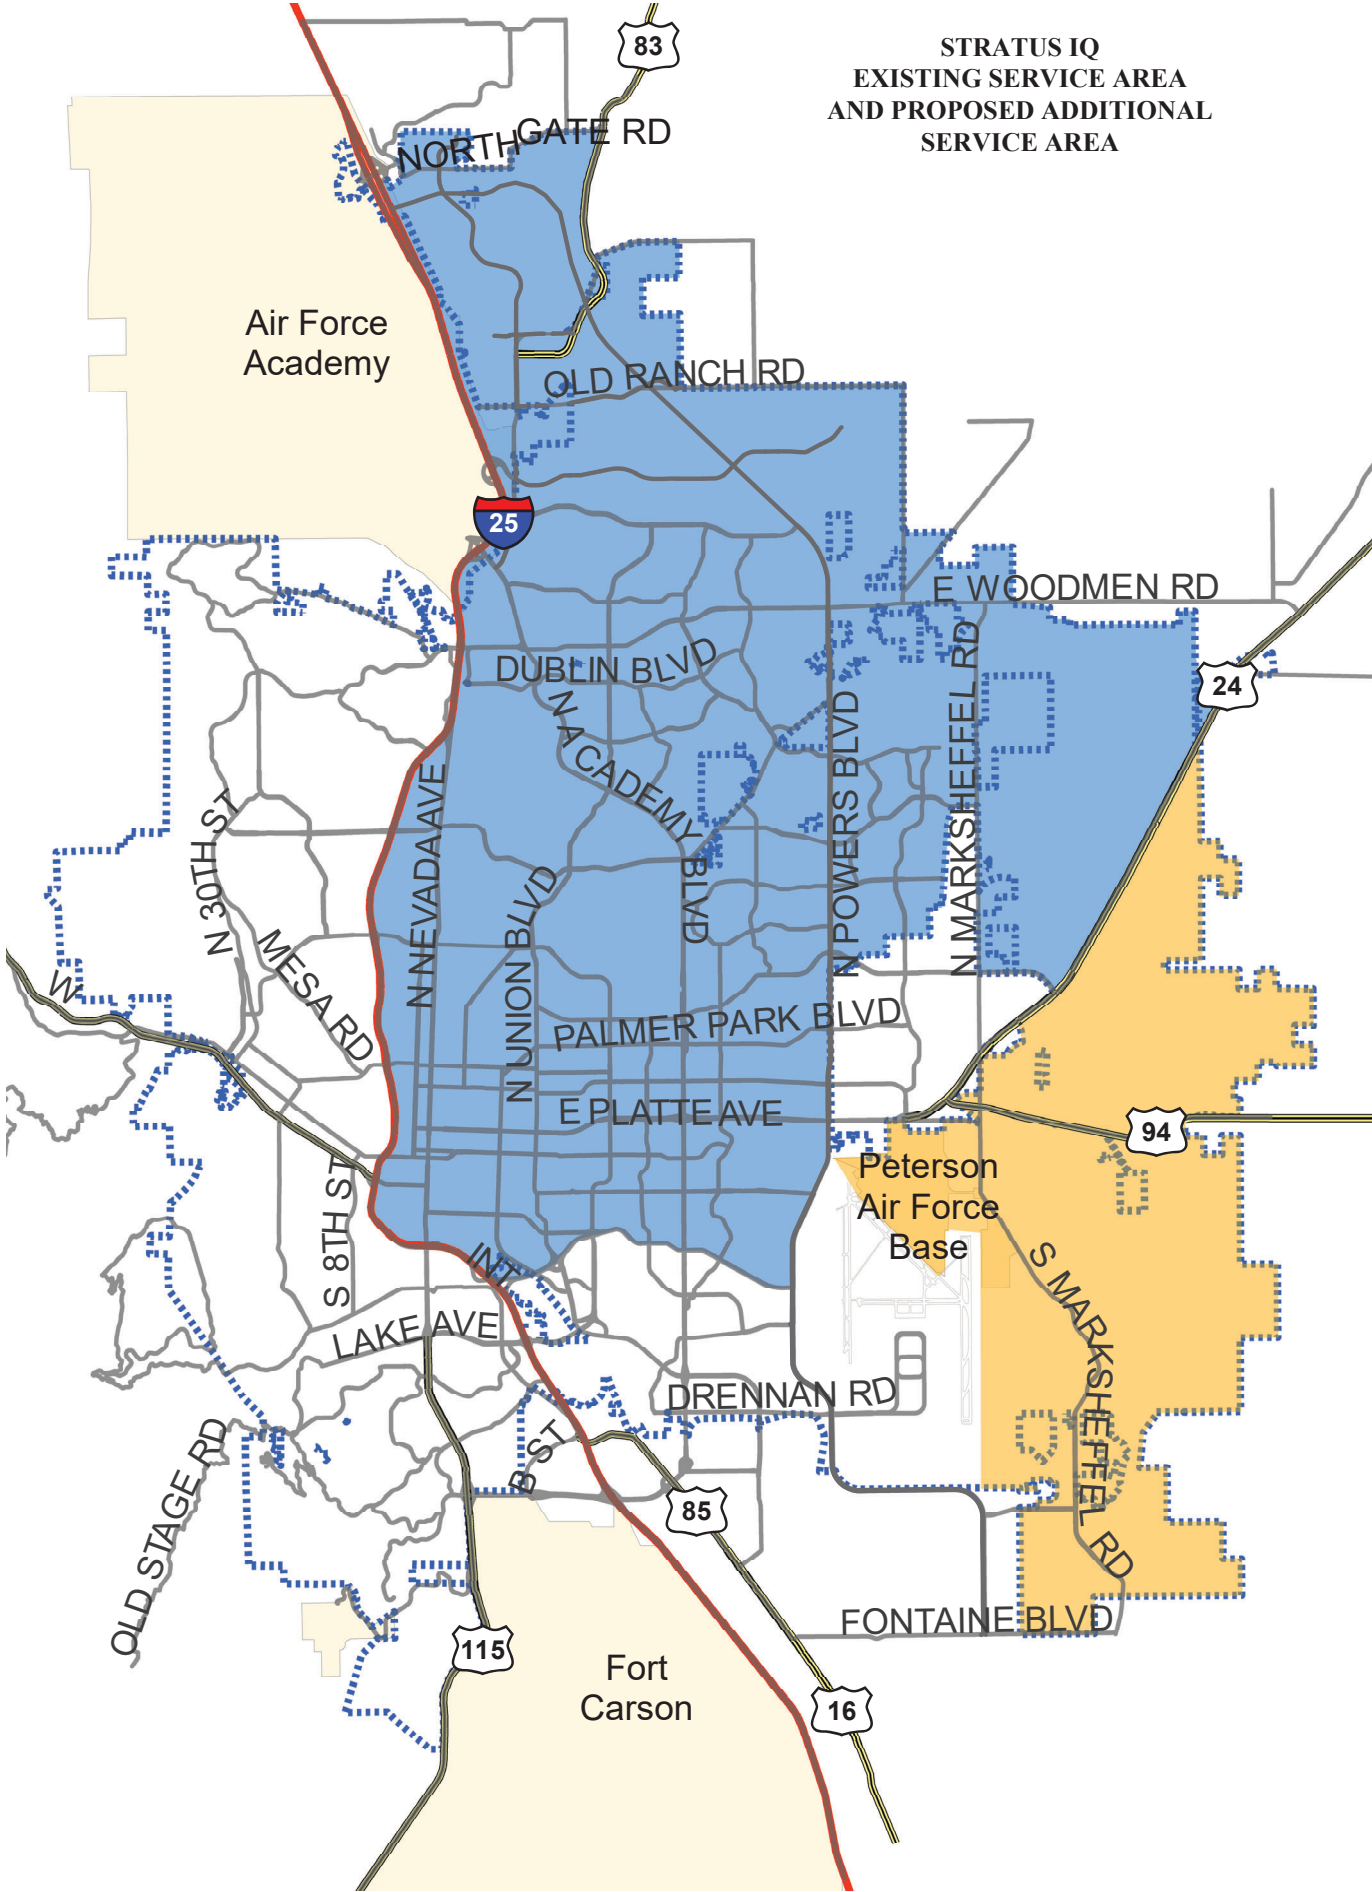 STRATUS IQ
EXISTING SERVICE AREA
AND PROPOSED ADDITIONAL
SERVICE AREA
83
NORTHGATE RD
Air Force
Academy
OLD RANCH RD
25
E WOODMEN RD
DUBLIN BLVD
24
N ACADEMY BLVD
N POWERS BLVD
N MARKSHEFFEL RD
N NEVADA AVE
N 30TH ST
N UNION BLVD
MESA RD
W
PALMER PARK BLVD
E PLATTE AVE
94
Peterson
Air Force
Base
S 8TH ST
INT
S MARKSHEFFEL RD
LAKE AVE
DRENNAN RD
B ST
OLD STAGE RD
85
FONTAINE BLVD
115
Fort
Carson
16